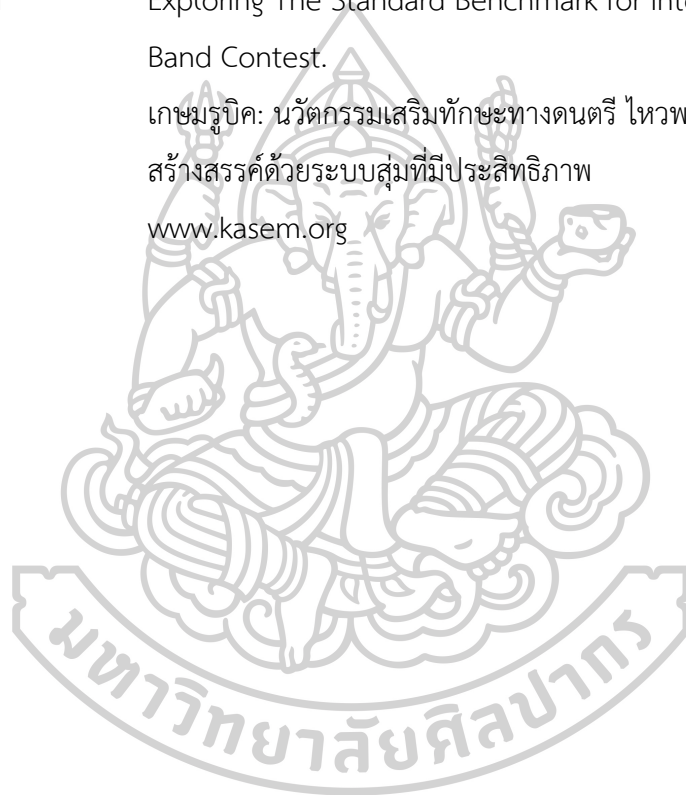 Exploring The Standard Benchmark for
Band Contest.
เกษมรูบิค: นวัตกรรมเสริมทักษะทางดนตรี
สร้างสรรค์ด้วยระบบสุ่มที่มีประสิทธิภาพ
www.kasem.org
มหาวิทยาลัยศิลปากร